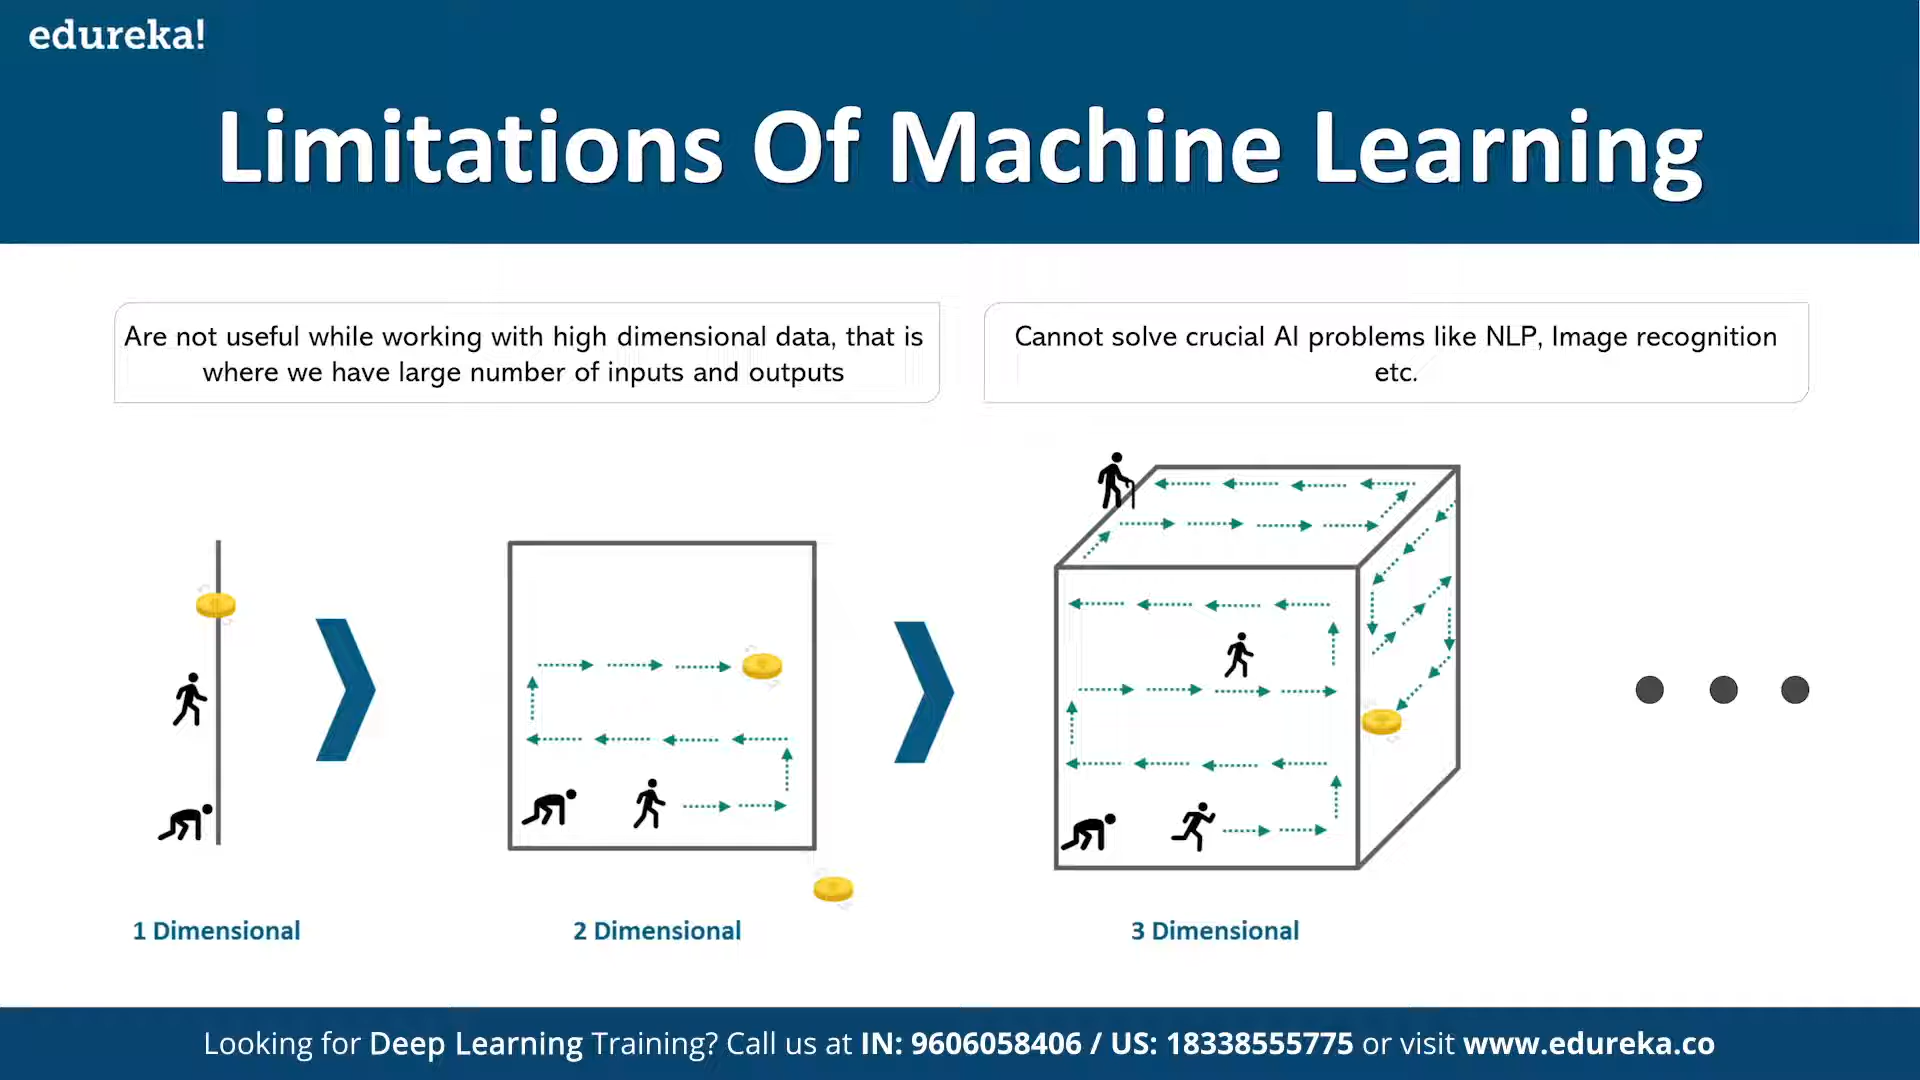 edureka!
Limitations Of Machine Learning
Are not useful while working with high dimensional data, that is
where we have large number of inputs and outputs
Cannot solve crucial AI problems like NLP, Image recognition
etc.
1 Dimensional
2 Dimensional
3 Dimensional
Looking for Deep Learning Training? Call us at IN: 9606058406 / US: 18338555775 or visit www.edureka.co